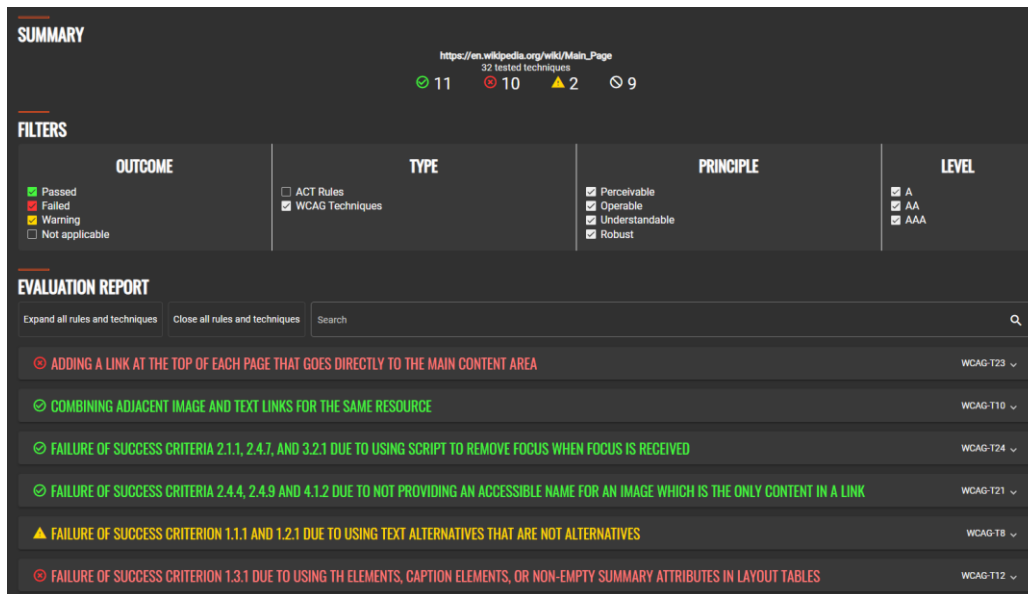 SUMMARY
https://en.wikipedia.org/wiki/Main_Page
32 tested techniques
11 10 2 9
FILTERS
OUTCOME
Passed
Failed
Warning
Not applicable
TYPE
ACT Rules
WCAG Techniques
PRINCIPLE
Perceivable
Operable
Understandable
Robust
LEVEL
A
AA
AAA
EVALUATION REPORT
Expand all rules and techniques Close all rules and techniques Search
ADDING A LINK AT THE TOP OF EACH PAGE THAT GOES DIRECTLY TO THE MAIN CONTENT AREA WCAG-T23
COMBINING ADJACENT IMAGE AND TEXT LINKS FOR THE SAME RESOURCE WCAG-T10
FAILURE OF SUCCESS CRITERIA 2.1.1, 2.4.7, AND 3.2.1 DUE TO USING SCRIPT TO REMOVE FOCUS WHEN FOCUS IS RECEIVED WCAG-T24
FAILURE OF SUCCESS CRITERIA 2.4.4, 2.4.9 AND 4.1.2 DUE TO NOT PROVIDING AN ACCESSIBLE NAME FOR AN IMAGE WHICH IS THE ONLY CONTENT IN A LINK WCAG-T21
FAILURE OF SUCCESS CRITERION 1.1.1 AND 1.2.1 DUE TO USING TEXT ALTERNATIVES THAT ARE NOT ALTERNATIVES WCAG-T8
FAILURE OF SUCCESS CRITERION 1.3.1 DUE TO USING TH ELEMENTS, CAPTION ELEMENTS, OR NON-EMPTY SUMMARY ATTRIBUTES IN LAYOUT TABLES WCAG-T12